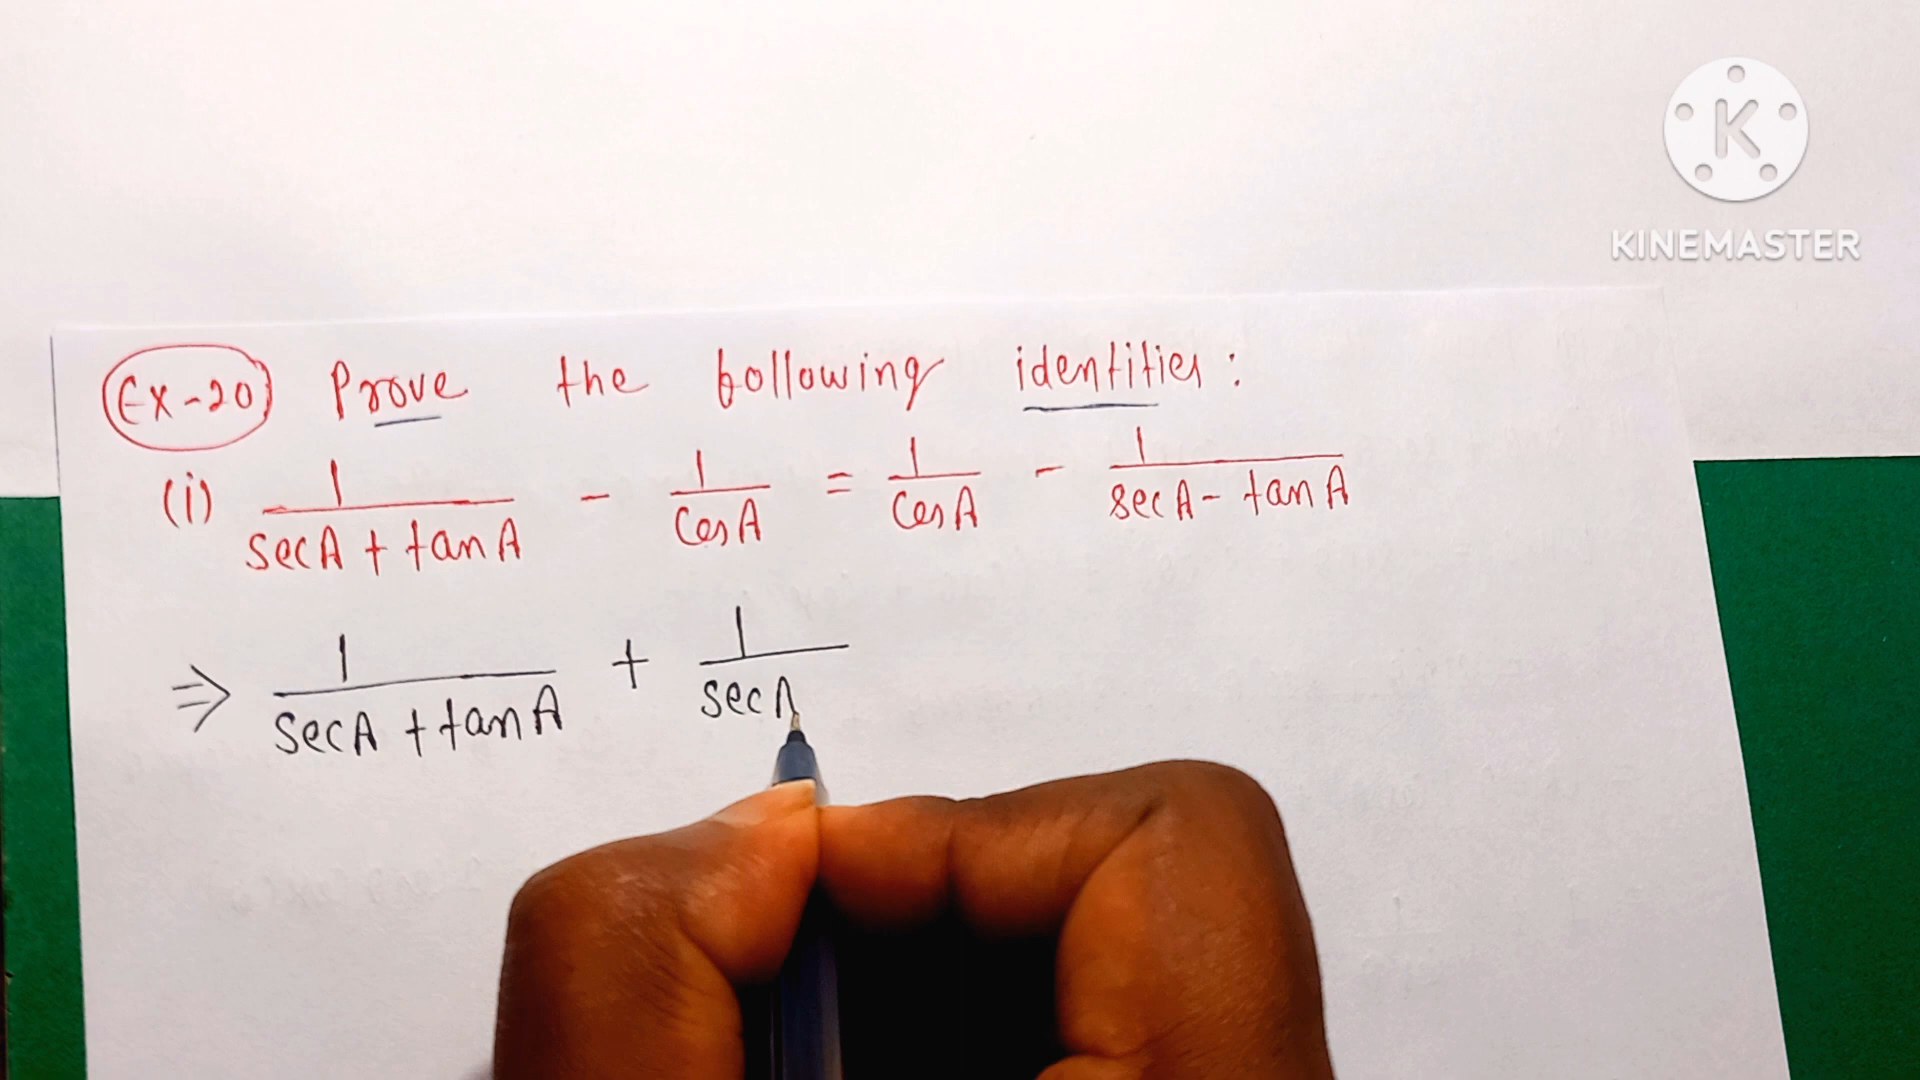 K
KINEMASTER
Ex-20 Prove the following identities:
(i) 1/(secA + tanA) - 1/CosA = 1/CosA - 1/(secA - tanA)
⇒ 1/(secA + tanA) + 1/secA